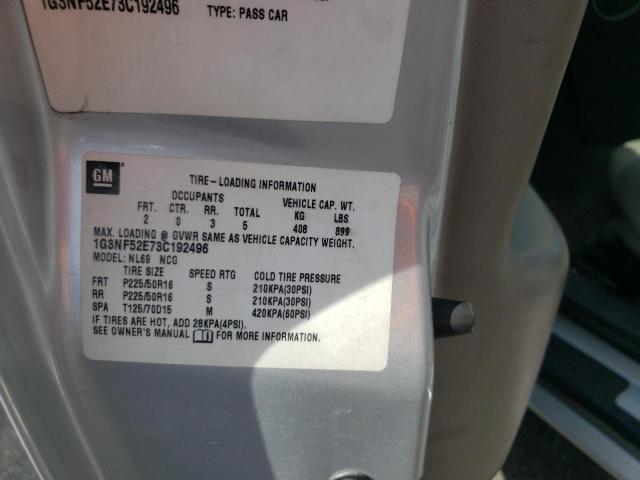 1G3NF52E73C192496
TYPE: PASS CAR
GM
TIRE-LOADING INFORMATION
OCCUPANTS VEHICLE CAP. WT.
FRT. CTR. RR. TOTAL KG LBS
2 0 3 5 408 899
MAX. LOADING @ GVWR SAME AS VEHICLE CAPACITY WEIGHT.
1G3NF52E73C192496
MODEL: NL69 NCG
TIRE SIZE SPEED RTG COLD TIRE PRESSURE
FRT P225/50R16 S 210KPA(30PSI)
RR P225/50R16 S 210KPA(30PSI)
SPA T125/70D15 M 420KPA(60PSI)
IF TIRES ARE HOT, ADD 28KPA(4PSI).
SEE OWNER'S MANUAL FOR MORE INFORMATION.